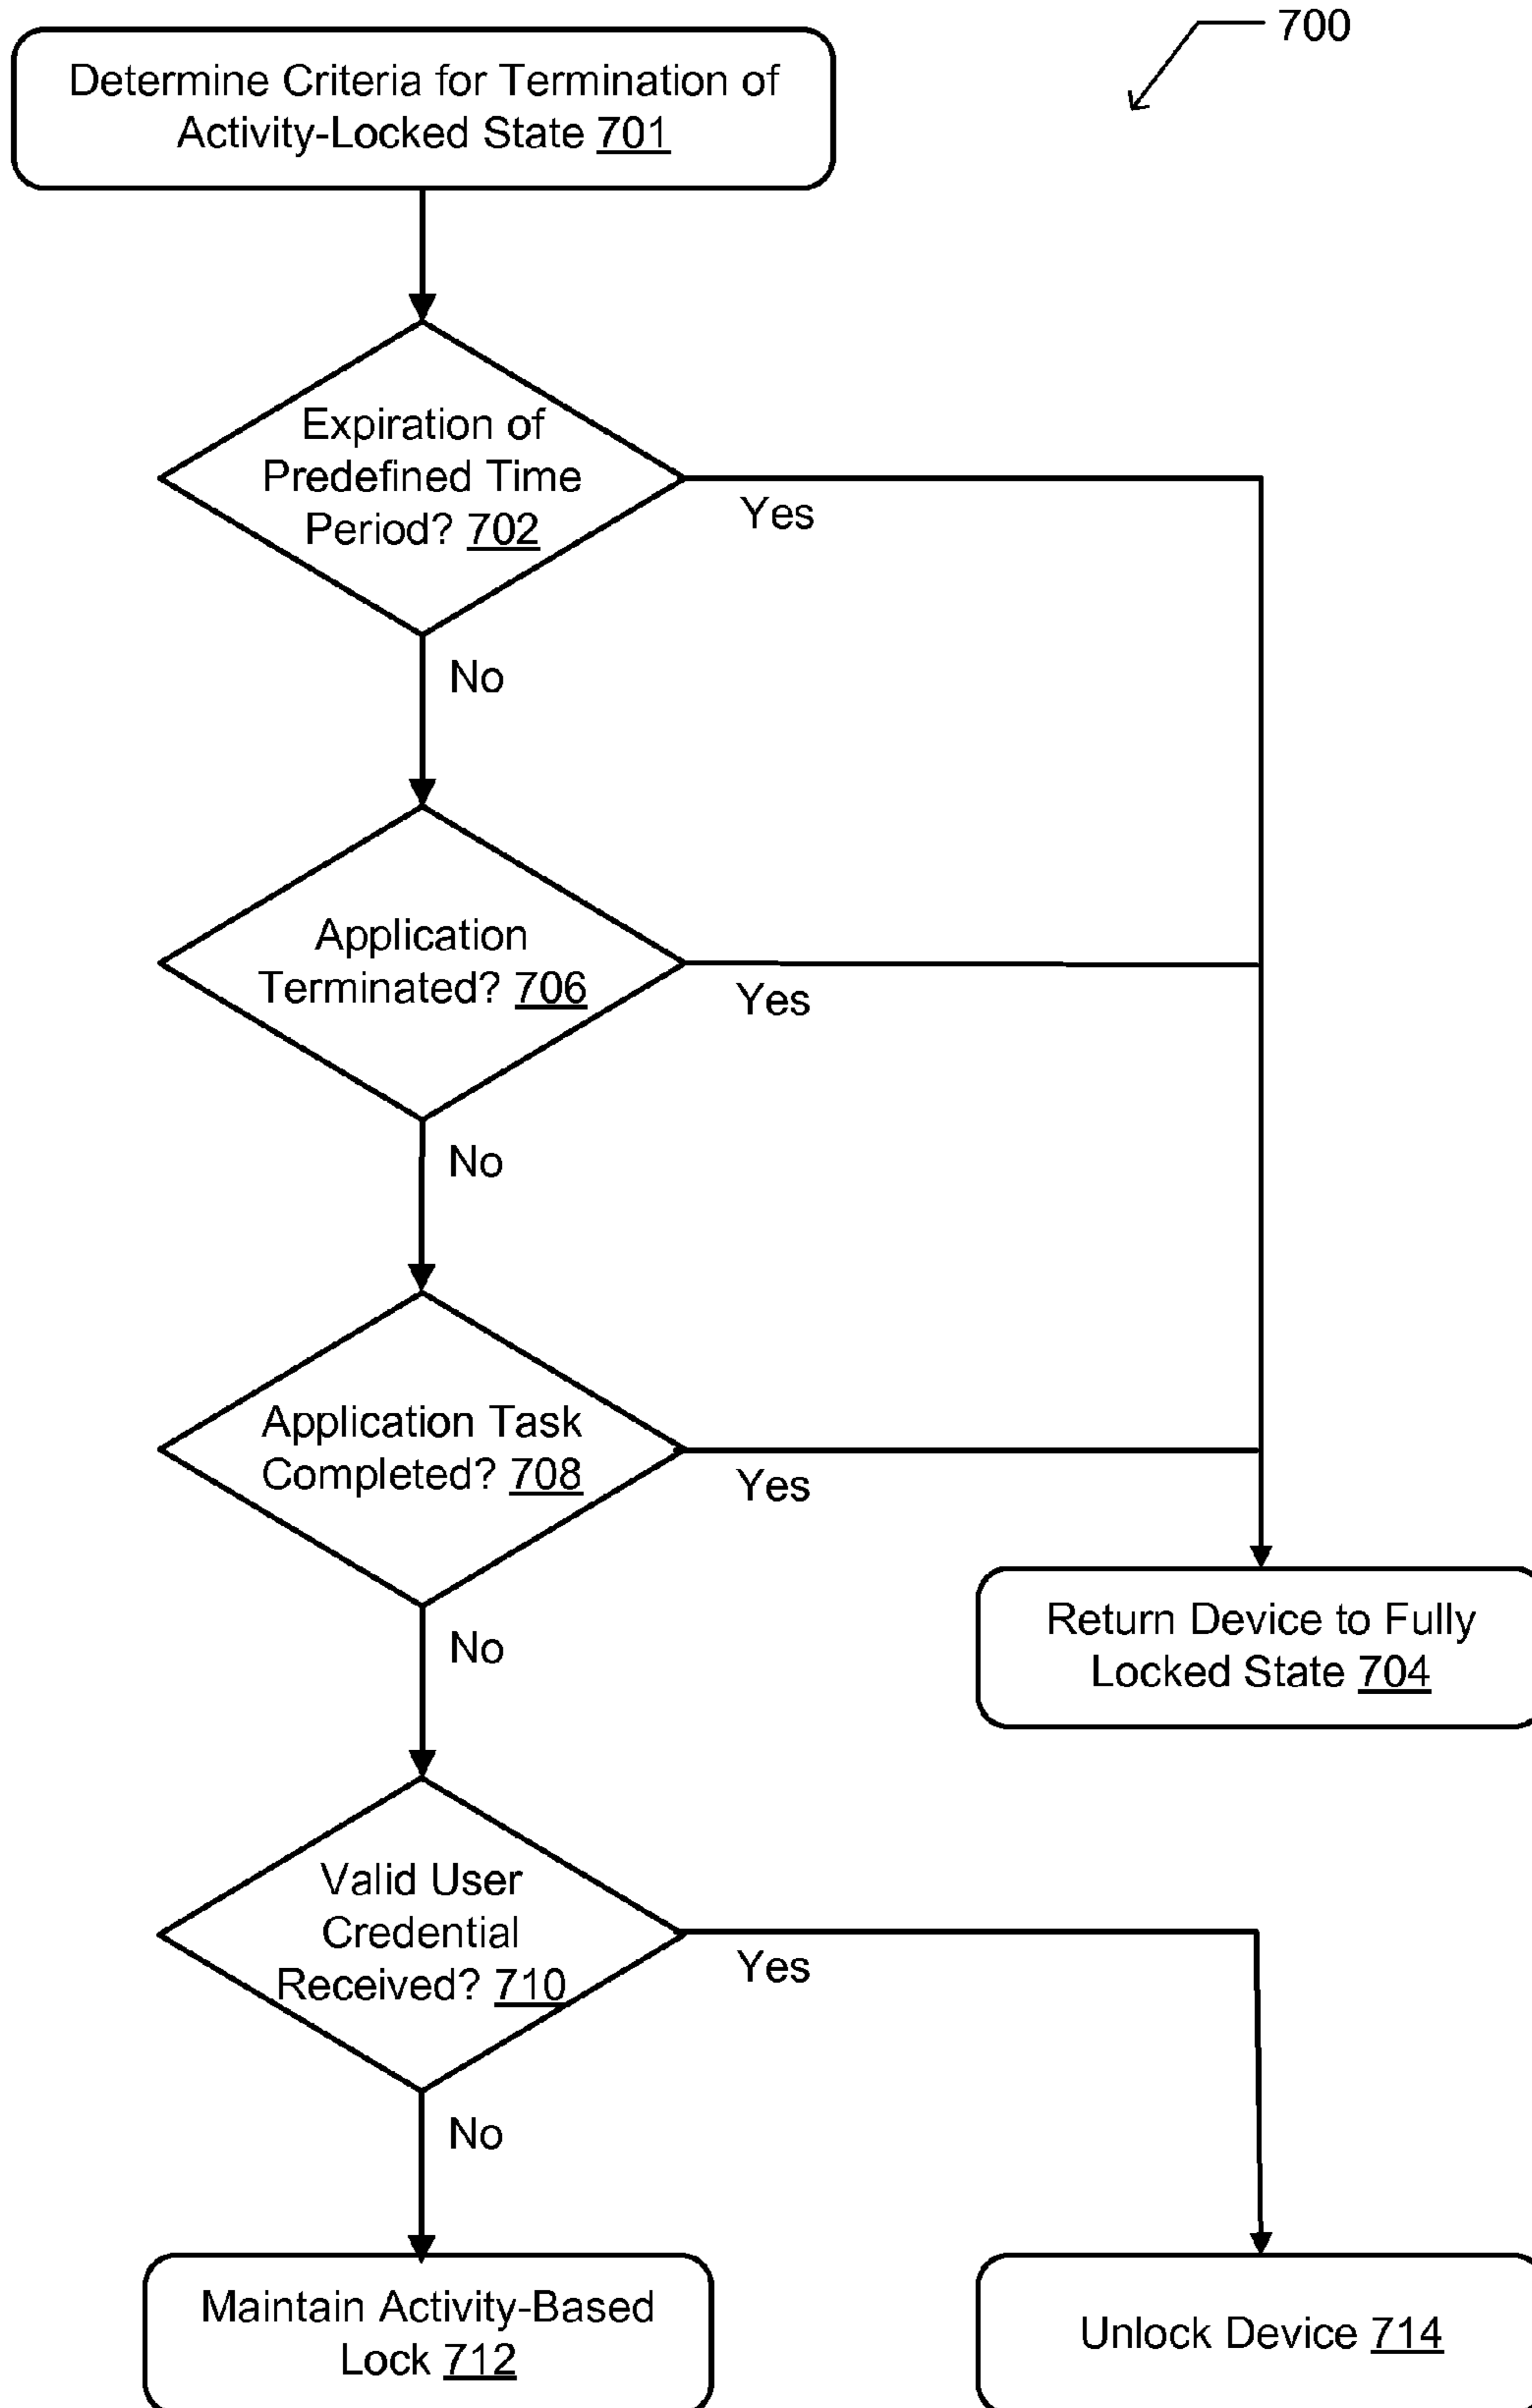 700
Determine Criteria for Termination of
Activity-Locked State 701
Expiration of
Predefined Time
Period? 702
Yes
No
Application
Terminated? 706
Yes
No
Application Task
Completed? 708
Yes
No
Return Device to Fully
Locked State 704
Valid User
Credential
Received? 710
Yes
No
Maintain Activity-Based
Lock 712
Unlock Device 714